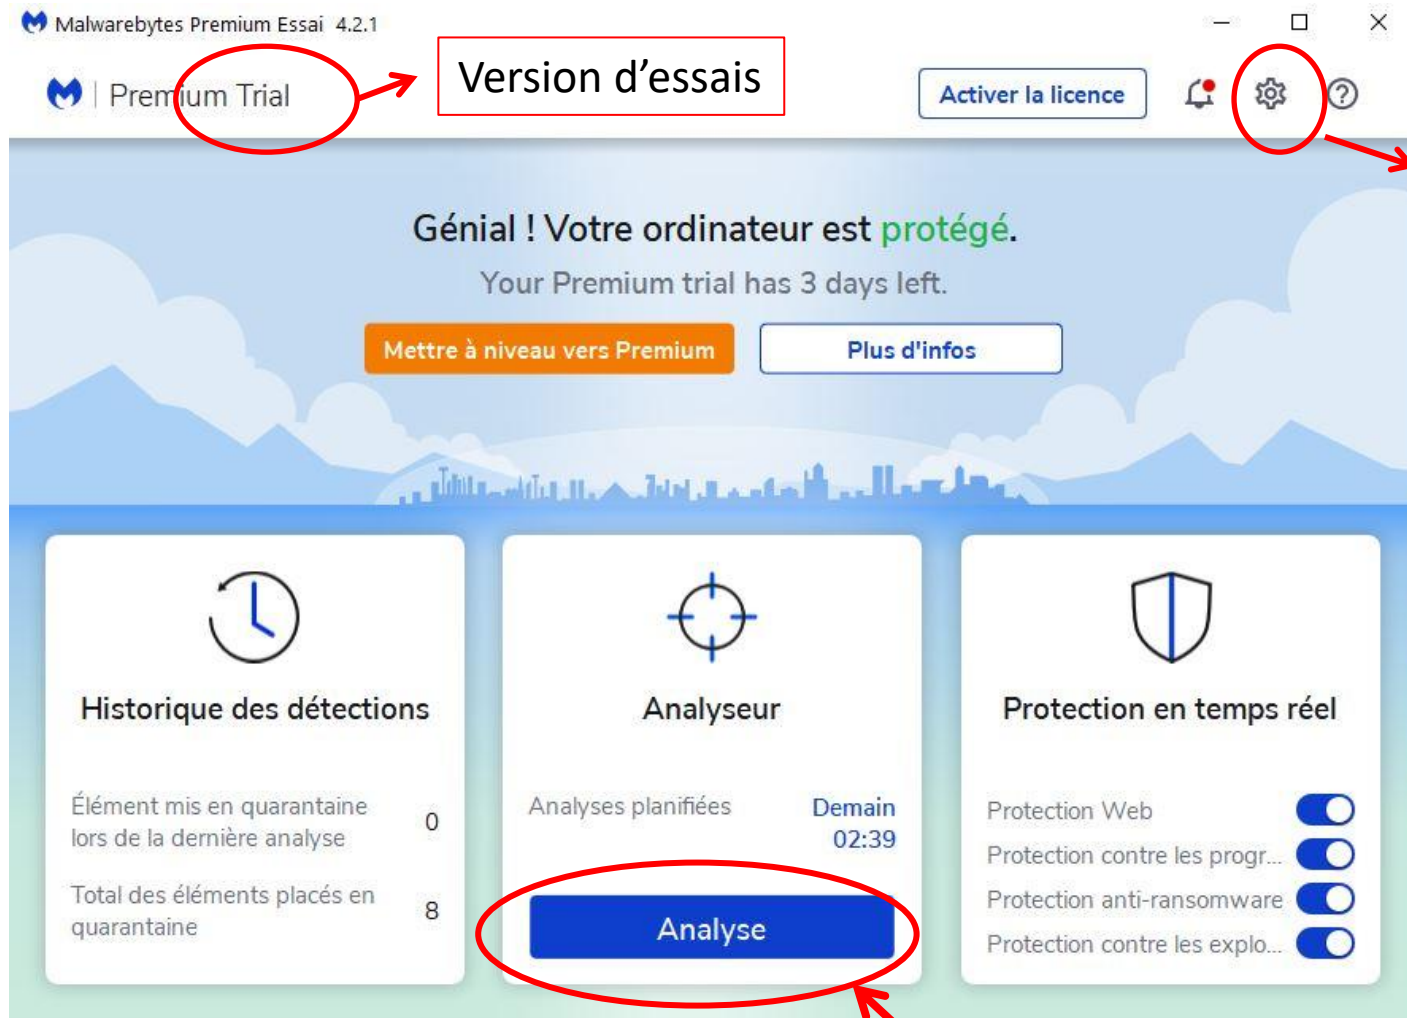 Malwarebytes Premium Essai 4.2.1
Premium Trial
Version d’essais
Activer la licence
Génial ! Votre ordinateur est protégé.
Your Premium trial has 3 days left.
Mettre à niveau vers Premium
Plus d'infos
Historique des détections
Élément mis en quarantaine
lors de la dernière analyse
0
Total des éléments placés en
quarantaine
8
Analyseur
Analyses planifiées
Demain
02:39
Analyse
Protection en temps réel
Protection Web
Protection contre les progr...
Protection anti-ransomware
Protection contre les explo...